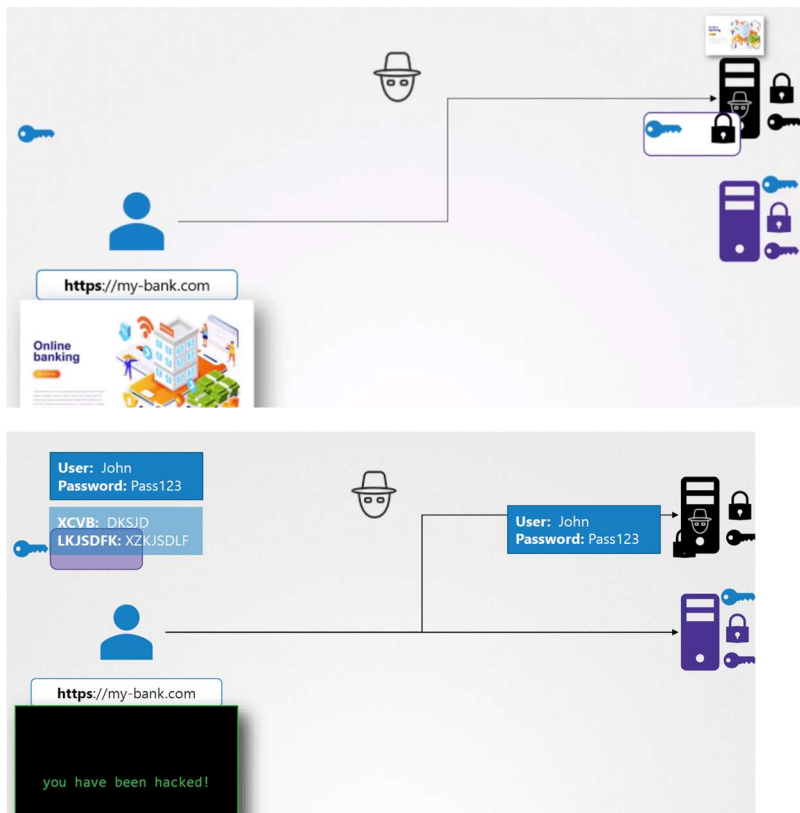 https://my-bank.com
Online
banking
User: John
Password: Pass123
XCVB: DKSJD
LKJSDFK: XZKJSDLF
User: John
Password: Pass123
https://my-bank.com
you have been hacked!